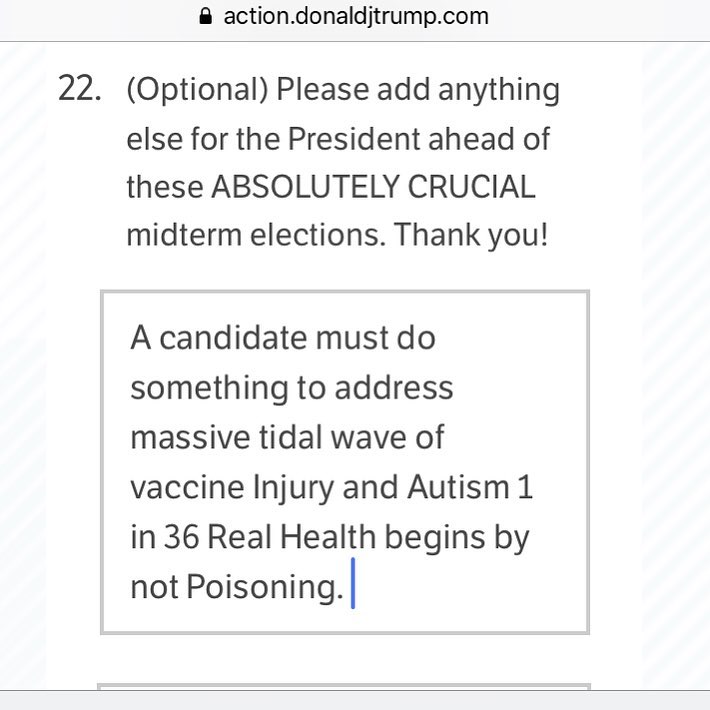 action.donaldjtrump.com
22. (Optional) Please add anything
else for the President ahead of
these ABSOLUTELY CRUCIAL
midterm elections. Thank you!
A candidate must do
something to address
massive tidal wave of
vaccine Injury and Autism 1
in 36 Real Health begins by
not Poisoning.